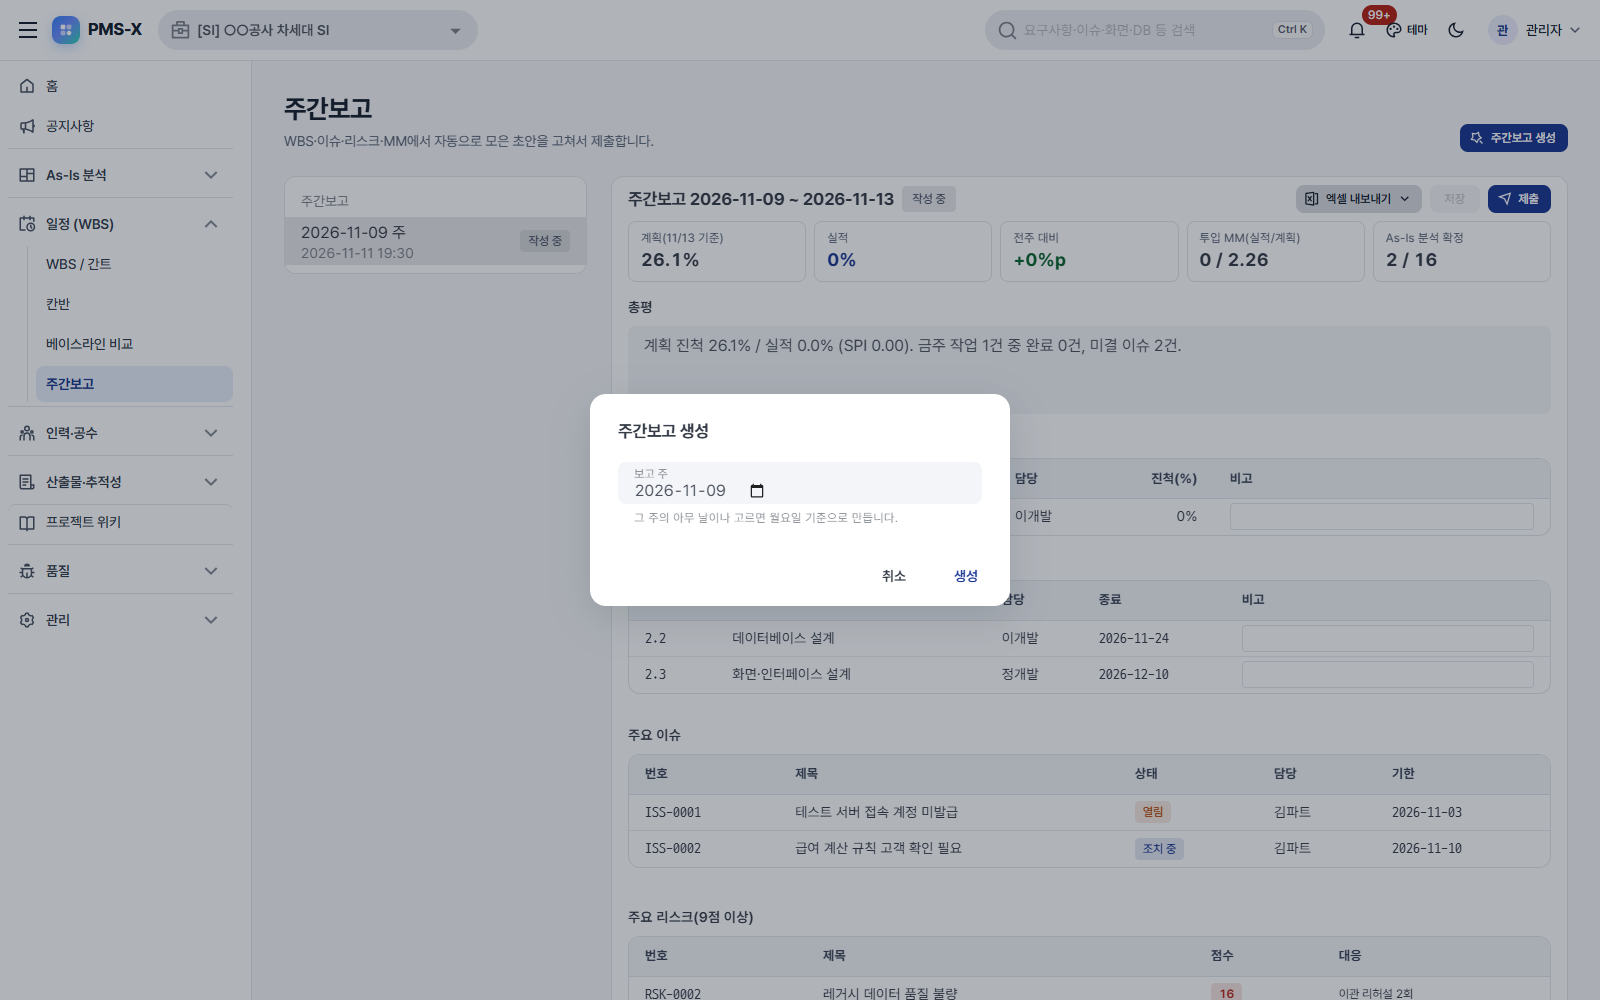 PMS-X
[SI] 〇〇공사 차세대 SI
요구사항·이슈·화면·DB 등 검색
Ctrl K
99+
테마
관
관리자
홈
공지사항
As-Is 분석
일정 (WBS)
WBS / 간트
칸반
베이스라인 비교
주간보고
인력·공수
산출물·추적성
프로젝트 위키
품질
관리
주간보고
WBS·이슈·리스크·MM에서 자동으로 모은 초안을 고쳐서 제출합니다.
주간보고 생성
주간보고
2026-11-09 주
2026-11-11 19:30
작성 중
주간보고 2026-11-09 ~ 2026-11-13
작성 중
엑셀 내보내기
저장
제출
계획(11/13 기준)
26.1%
실적
0%
전주 대비
+0%p
투입 MM(실적/계획)
0 / 2.26
As-Is 분석 확정
2 / 16
총평
계획 진척 26.1% / 실적 0.0% (SPI 0.00). 금주 작업 1건 중 완료 0건, 미결 이슈 2건.
주간보고 생성
보고 주
2026-11-09
그 주의 아무 날이나 고르면 월요일 기준으로 만듭니다.
취소
생성
담당 진척(%) 비고
이개발 0%
담당 종료 비고
2.2 데이터베이스 설계 이개발 2026-11-24
2.3 화면·인터페이스 설계 정개발 2026-12-10
주요 이슈
번호 제목 상태 담당 기한
ISS-0001 테스트 서버 접속 계정 미발급 열림 김파트 2026-11-03
ISS-0002 급여 계산 규칙 고객 확인 필요 조치 중 김파트 2026-11-10
주요 리스크(9점 이상)
번호 제목 점수 대응
RSK-0002 레거시 데이터 품질 불량 16 이관 리허설 2회